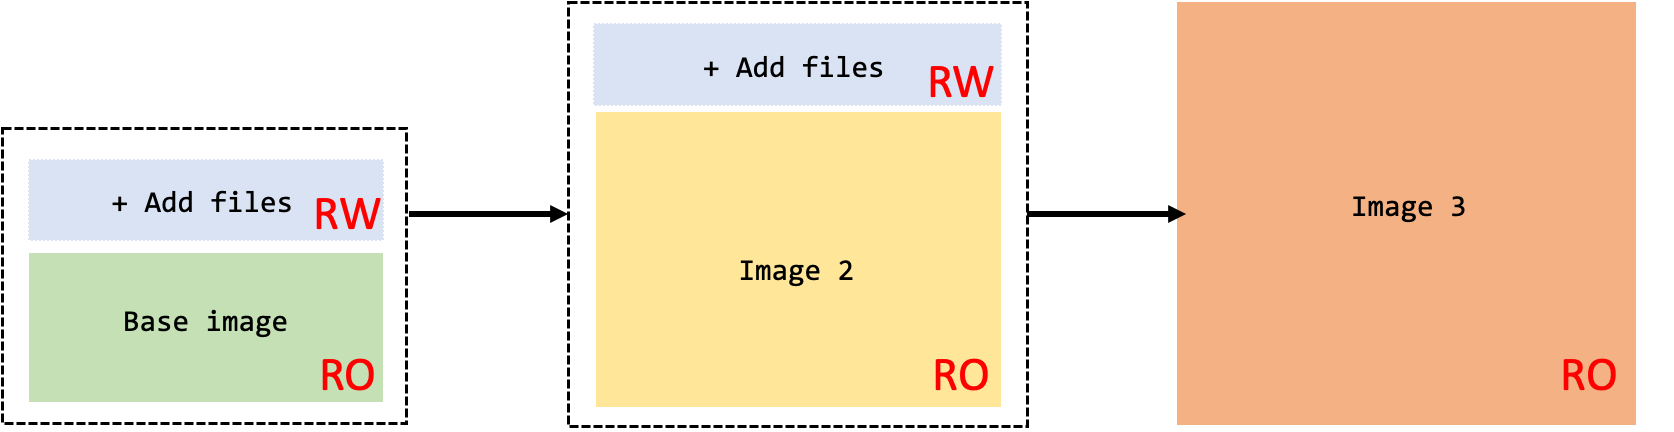 + Add files
RW
Base image
RO
+ Add files
RW
Image 2
RO
Image 3
RO